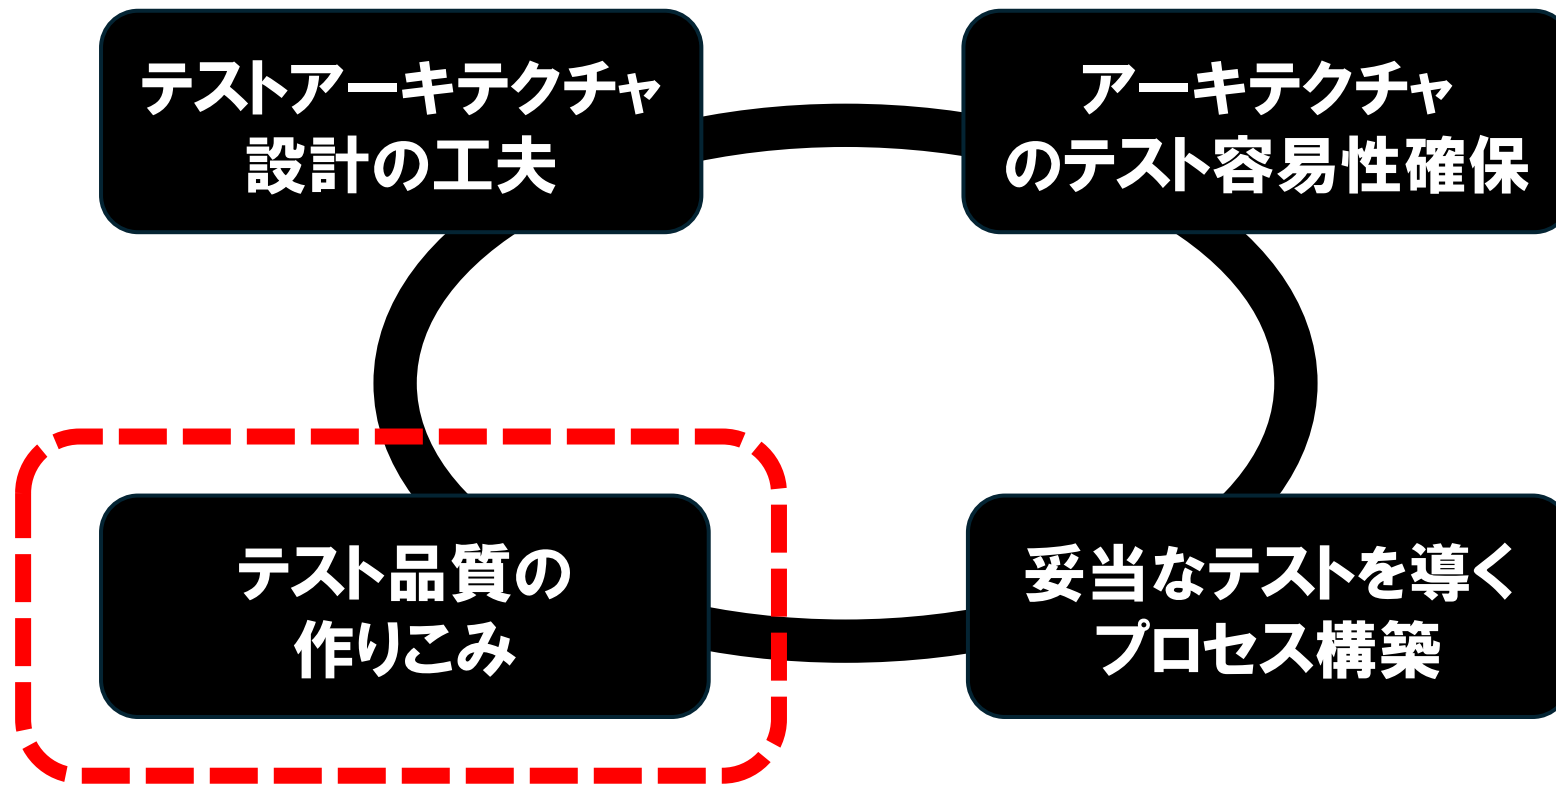 テストアーキテクチャ
設計の工夫
アーキテクチャ
のテスト容易性確保
テスト品質の
作りこみ
妥当なテストを導く
プロセス構築